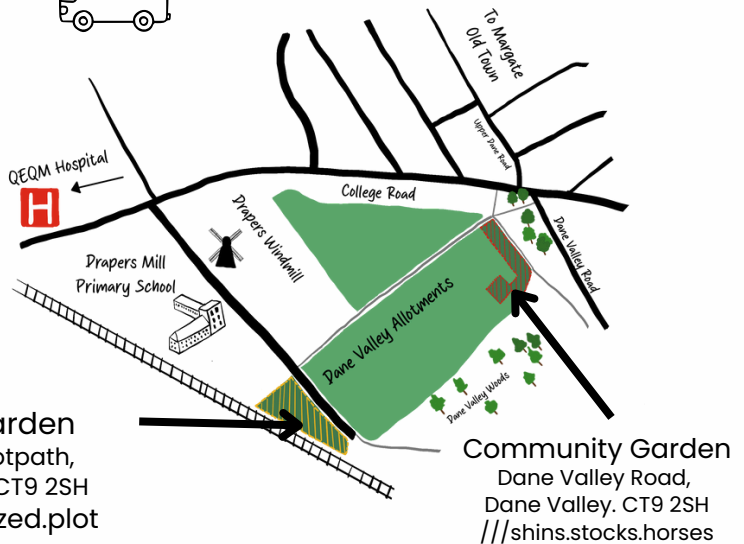 To Margate
Old Town
Upper Dane Road
QEQM Hospital
H
College Road
Drapers Windmill
Dane Valley Road
Drapers Mill
Primary School
Dane Valley Allotments
Dane Valley Woods
arden
otpath,
CT9 2SH
zed.plot
Community Garden
Dane Valley Road,
Dane Valley. CT9 2SH
///shins.stocks.horses